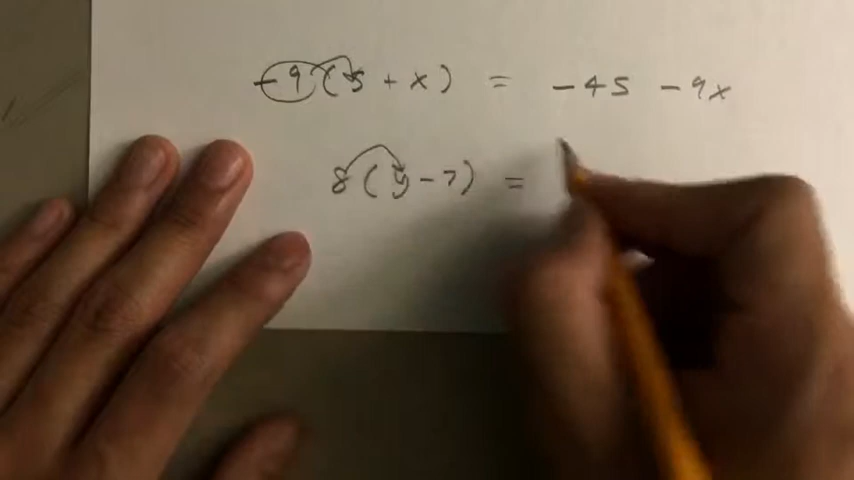 -9(5+x) = -45 -9x
8(y-7) =